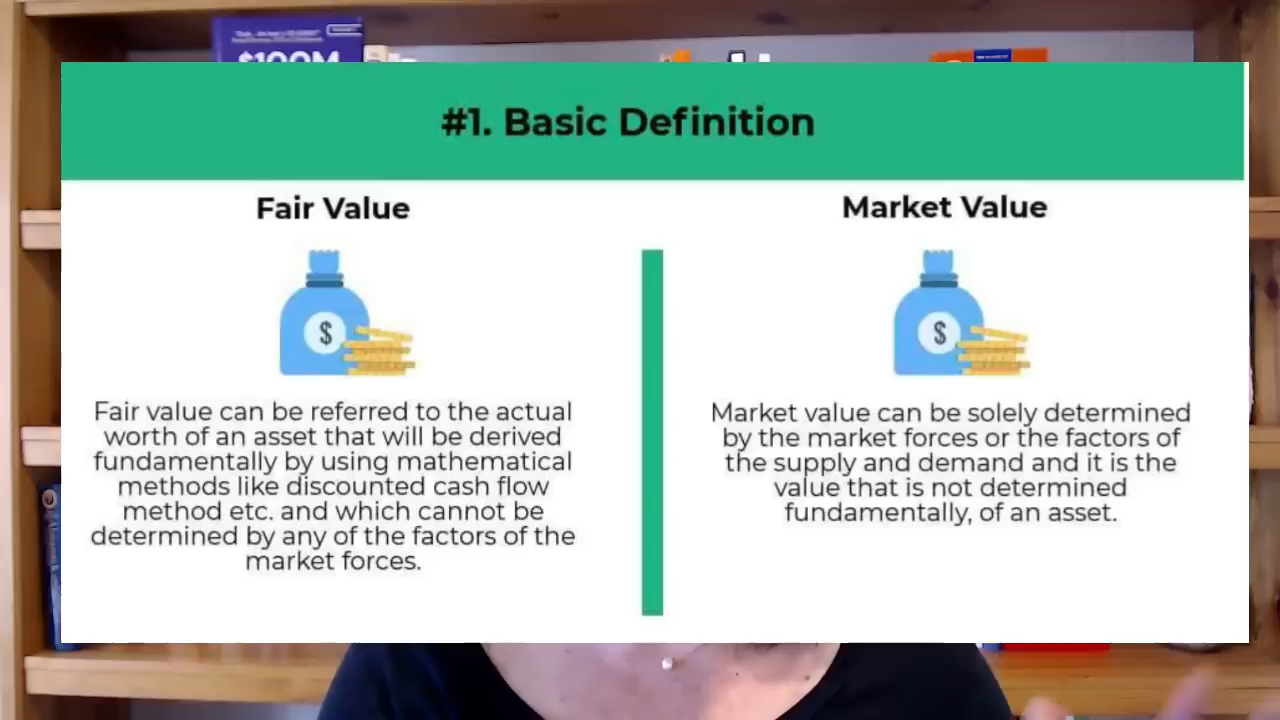 $100M
#1. Basic Definition
Fair Value
$
Fair value can be referred to the actual
worth of an asset that will be derived
fundamentally by using mathematical
methods like discounted cash flow
method etc. and which cannot be
determined by any of the factors of the
market forces.
Market Value
$
Market value can be solely determined
by the market forces or the factors of
the supply and demand and it is the
value that is not determined
fundamentally, of an asset.